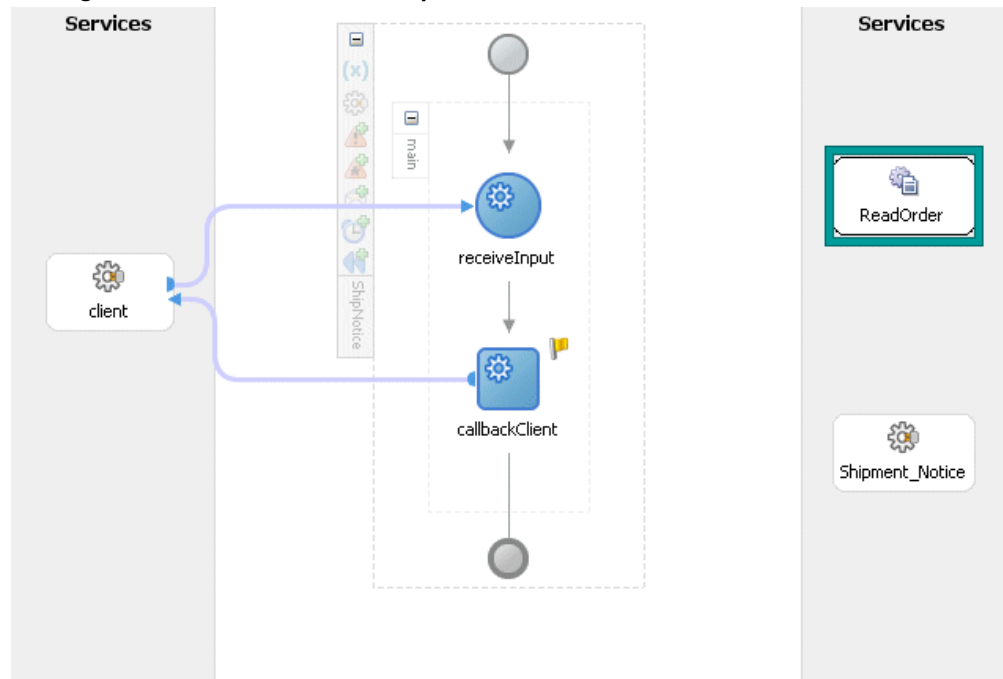 Services
Services
(x)
main
ReadOrder
receiveInput
client
ShipNotice
callbackClient
Shipment_Notice